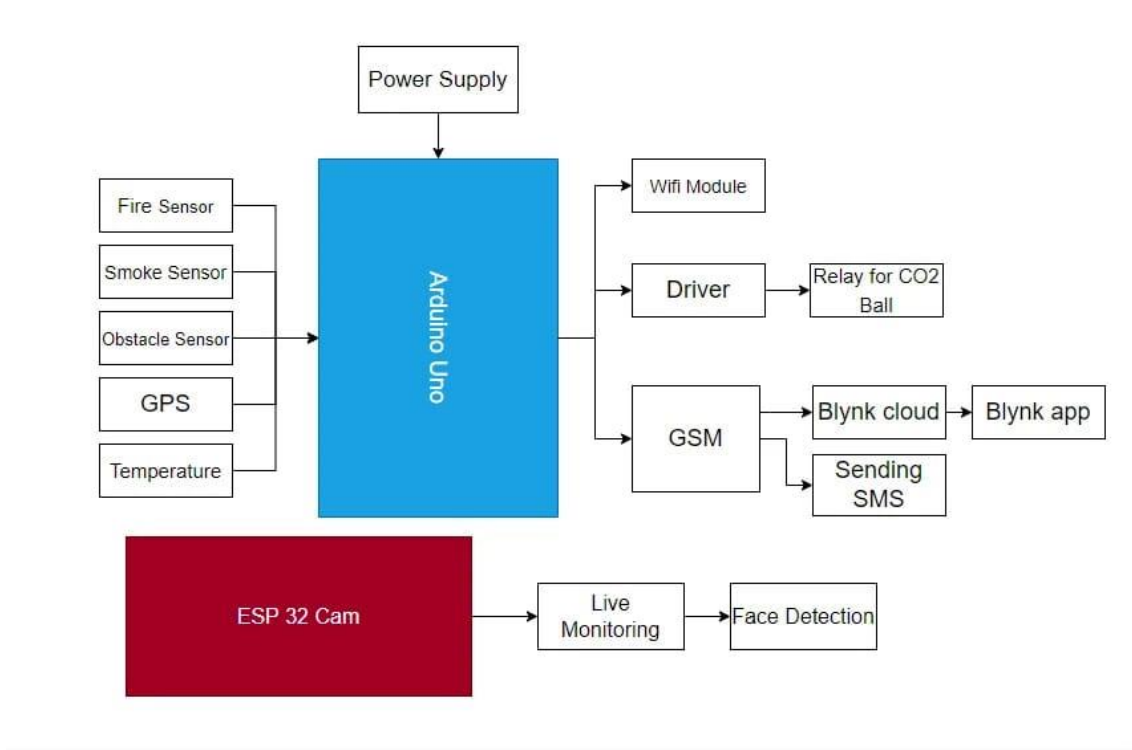 Power Supply
Fire Sensor
Smoke Sensor
Obstacle Sensor
GPS
Temperature
Arduino Uno
Wifi Module
Driver
Relay for CO2
Ball
GSM
Blynk cloud
Blynk app
Sending
SMS
ESP 32 Cam
Live
Monitoring
Face Detection